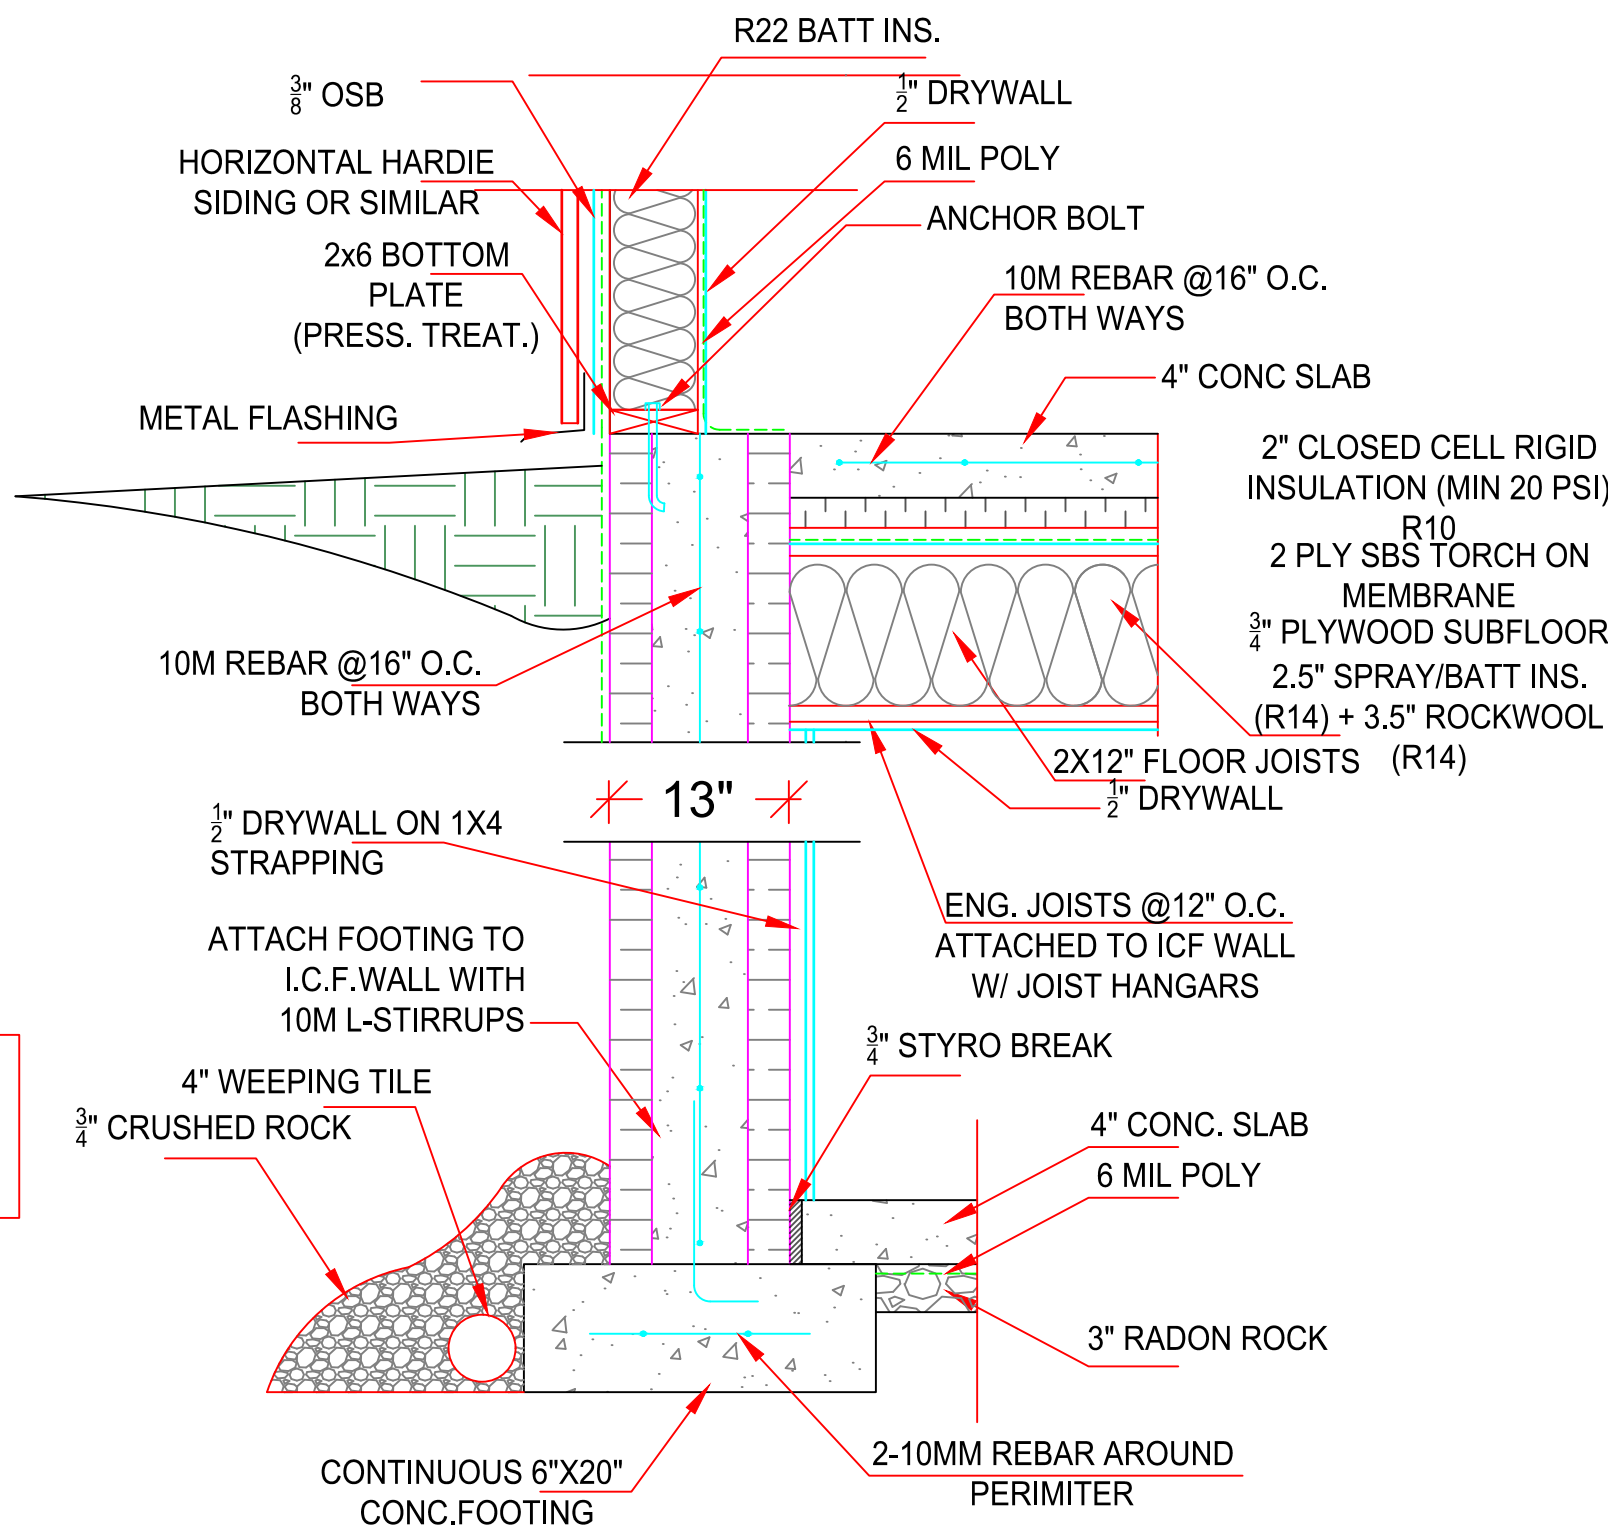 R22 BATT INS.
3/8" OSB
1/2" DRYWALL
HORIZONTAL HARDIE
SIDING OR SIMILAR
6 MIL POLY
ANCHOR BOLT
2x6 BOTTOM
PLATE
(PRESS. TREAT.)
10M REBAR @16" O.C.
BOTH WAYS
4" CONC SLAB
METAL FLASHING
2" CLOSED CELL RIGID
INSULATION (MIN 20 PSI)
R10
2 PLY SBS TORCH ON
MEMBRANE
3/4" PLYWOOD SUBFLOOR
2.5" SPRAY/BATT INS.
(R14) + 3.5" ROCKWOOL
(R14)
10M REBAR @16" O.C.
BOTH WAYS
2X12" FLOOR JOISTS
1/2" DRYWALL
13"
1/2" DRYWALL ON 1X4
STRAPPING
ENG. JOISTS @12" O.C.
ATTACHED TO ICF WALL
W/ JOIST HANGARS
ATTACH FOOTING TO
I.C.F.WALL WITH
10M L-STIRRUPS
3/4" STYRO BREAK
4" WEEPING TILE
3/4" CRUSHED ROCK
4" CONC. SLAB
6 MIL POLY
3" RADON ROCK
2-10MM REBAR AROUND
PERIMITER
CONTINUOUS 6"X20"
CONC.FOOTING